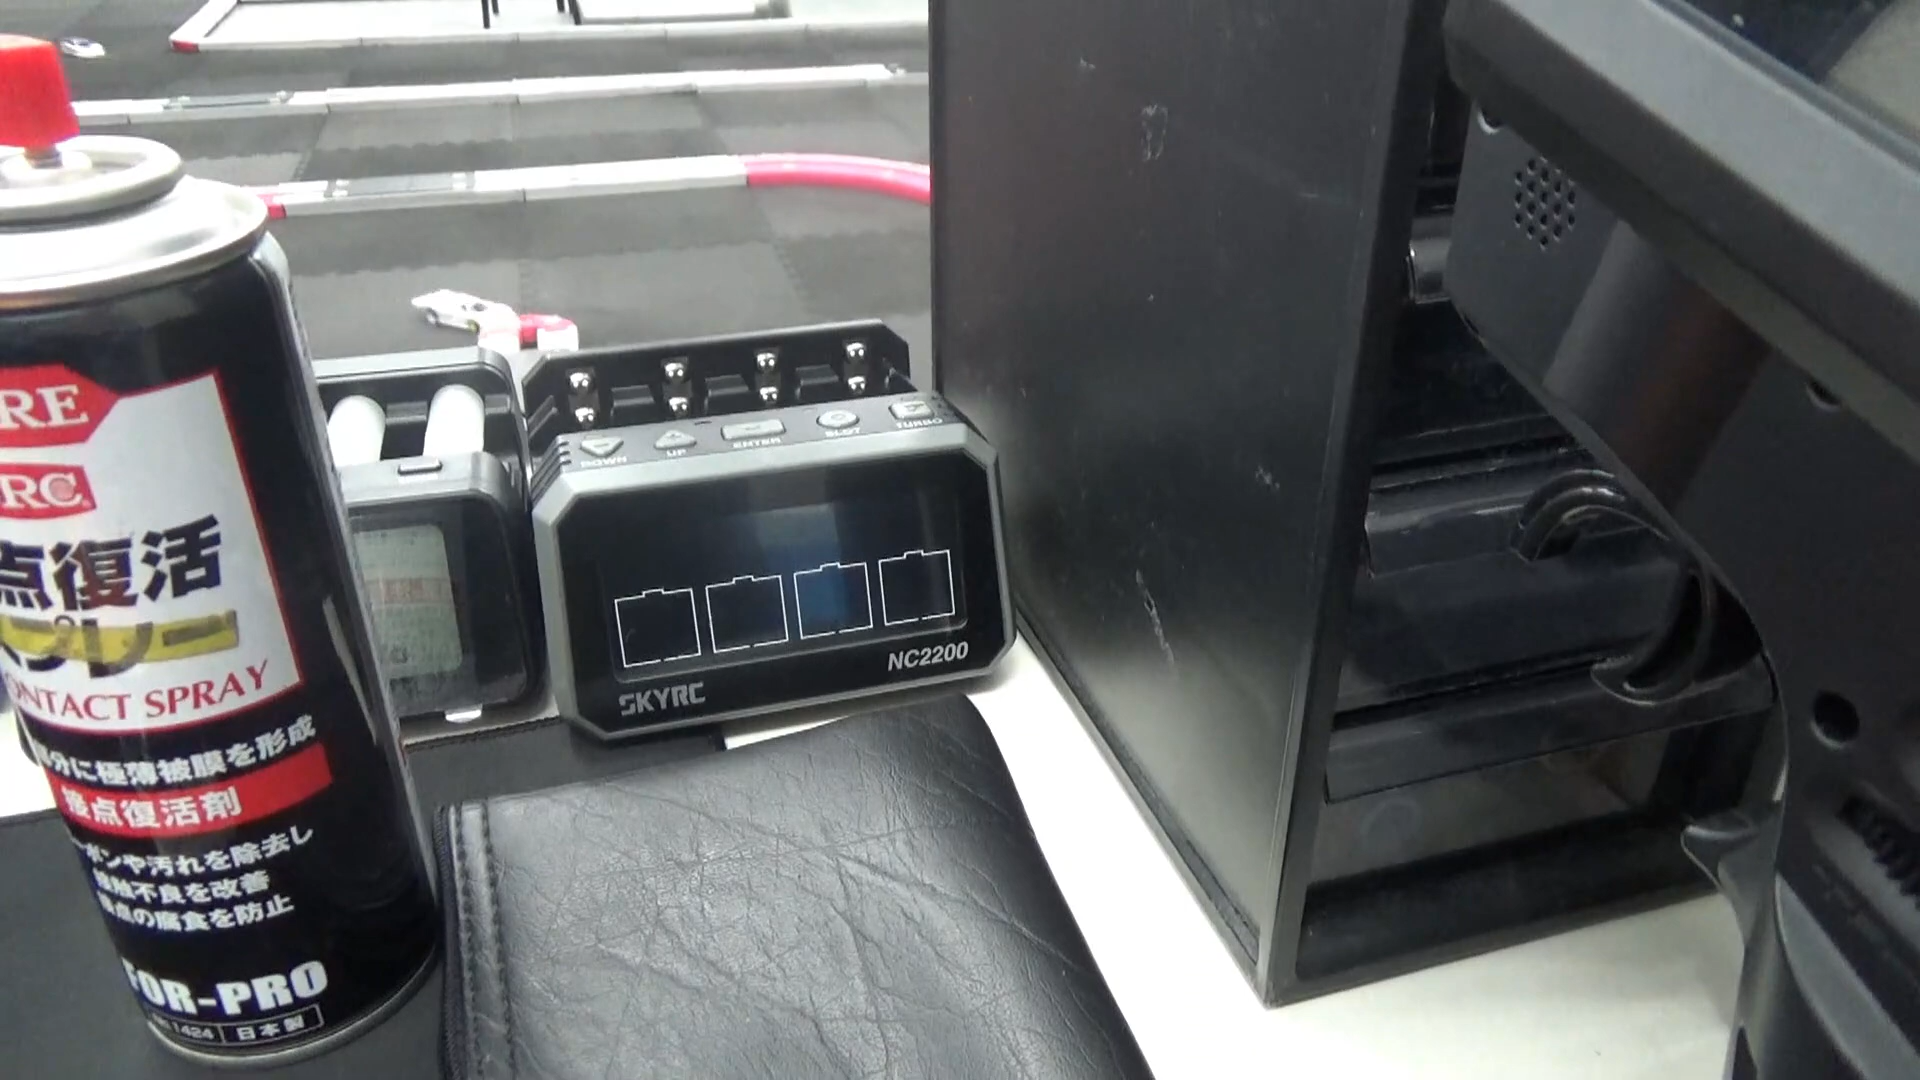 RE
RC
点復活
スプレー
ONTACT SPRAY
部分に極薄被膜を形成
接点復活剤
ーボンや汚れを除去し
接触不良を改善
接点の腐食を防止
FOR-PRO
1424 日本製
DOWN
UP
ENTER
SLOT
TURBO
NC2200
SKYRC